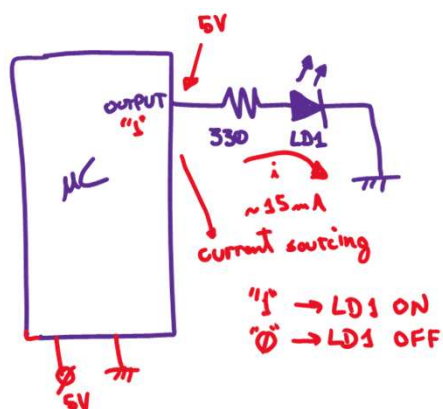 5V
OUTPUT
"1"
330
LD1
μC
i
~15mA
current sourcing
"1" → LD1 ON
"0" → LD1 OFF
5V